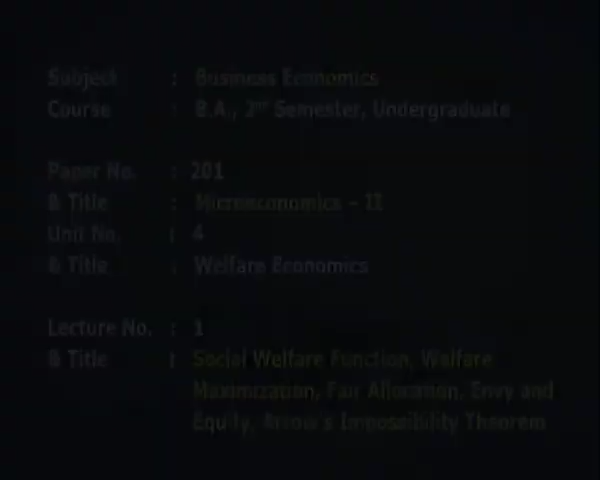 Subject : Business Economics
Course : B.A., 3rd Semester, Undergraduate
Paper No. : 201
& Title : Microeconomics - II
Unit No. : 4
& Title : Welfare Economics
Lecture No. : 1
& Title : Social Welfare Function, Welfare
Maximization, Fair Allocation, Envy and
Equity, Arrow's Impossibility Theorem